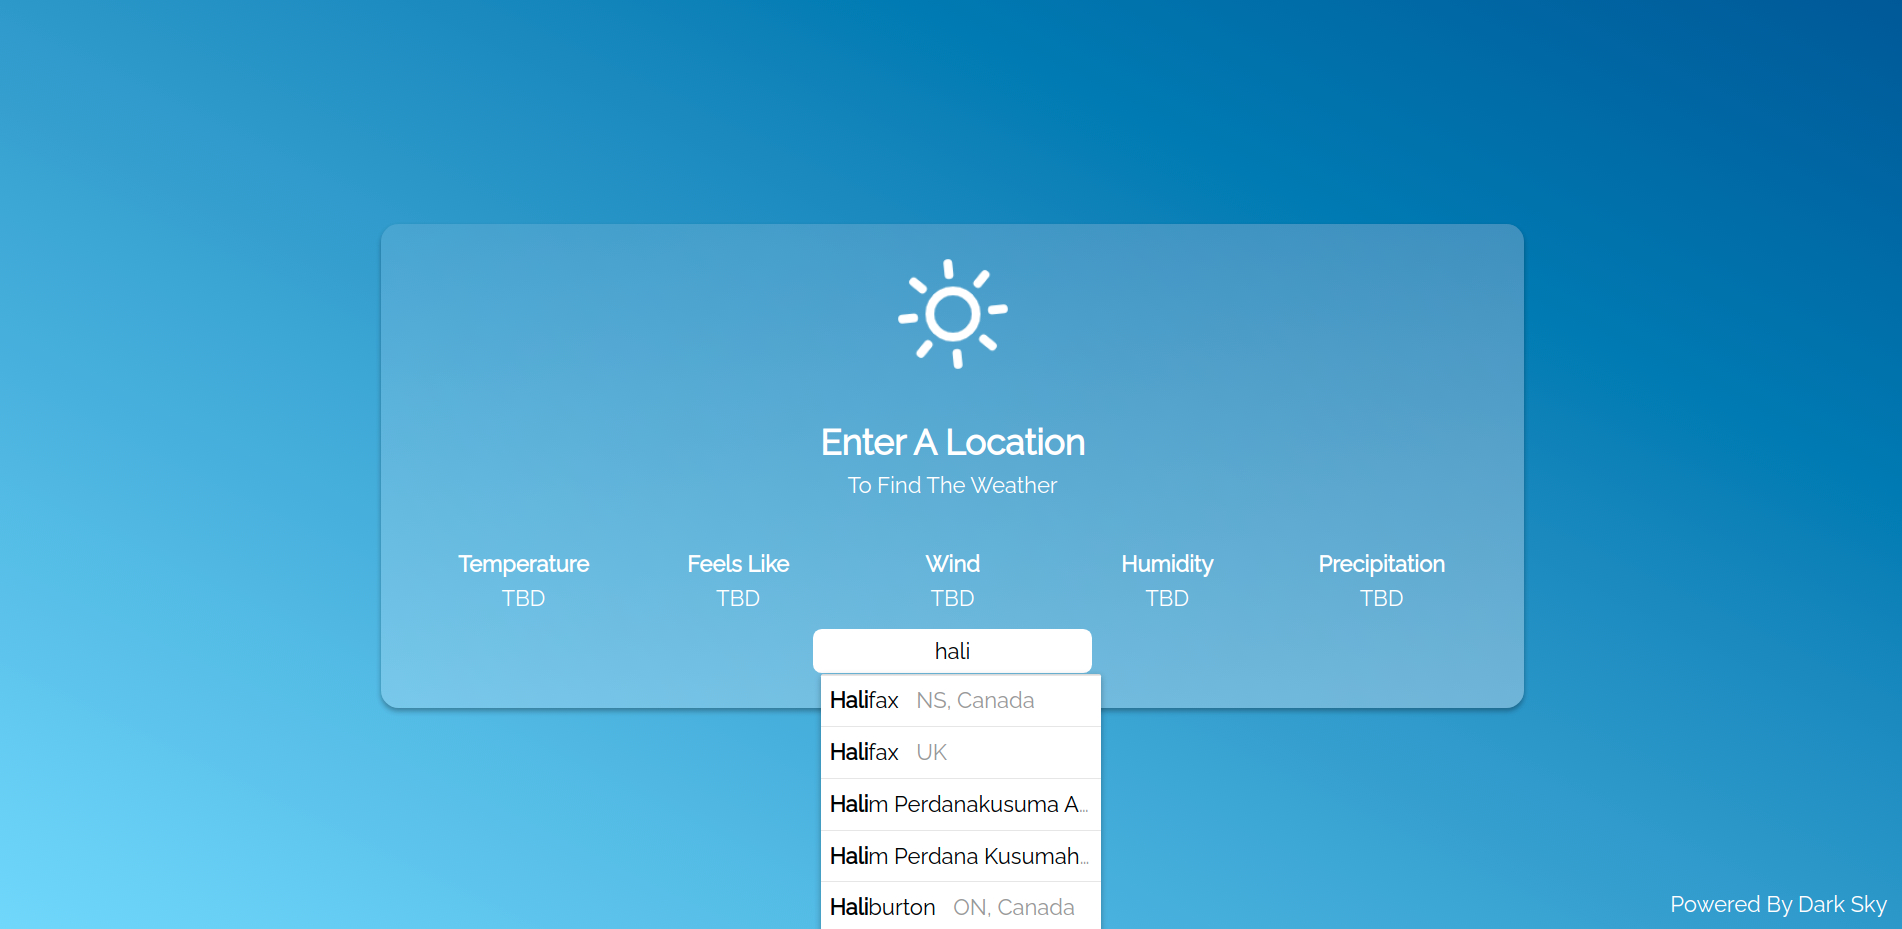 Enter A Location
To Find The Weather
Temperature Feels Like Wind Humidity Precipitation
TBD TBD TBD TBD TBD
hali
Halifax NS, Canada
Halifax UK
Halim Perdanakusuma A...
Halim Perdana Kusumah...
Haliburton ON, Canada
Powered By Dark Sky